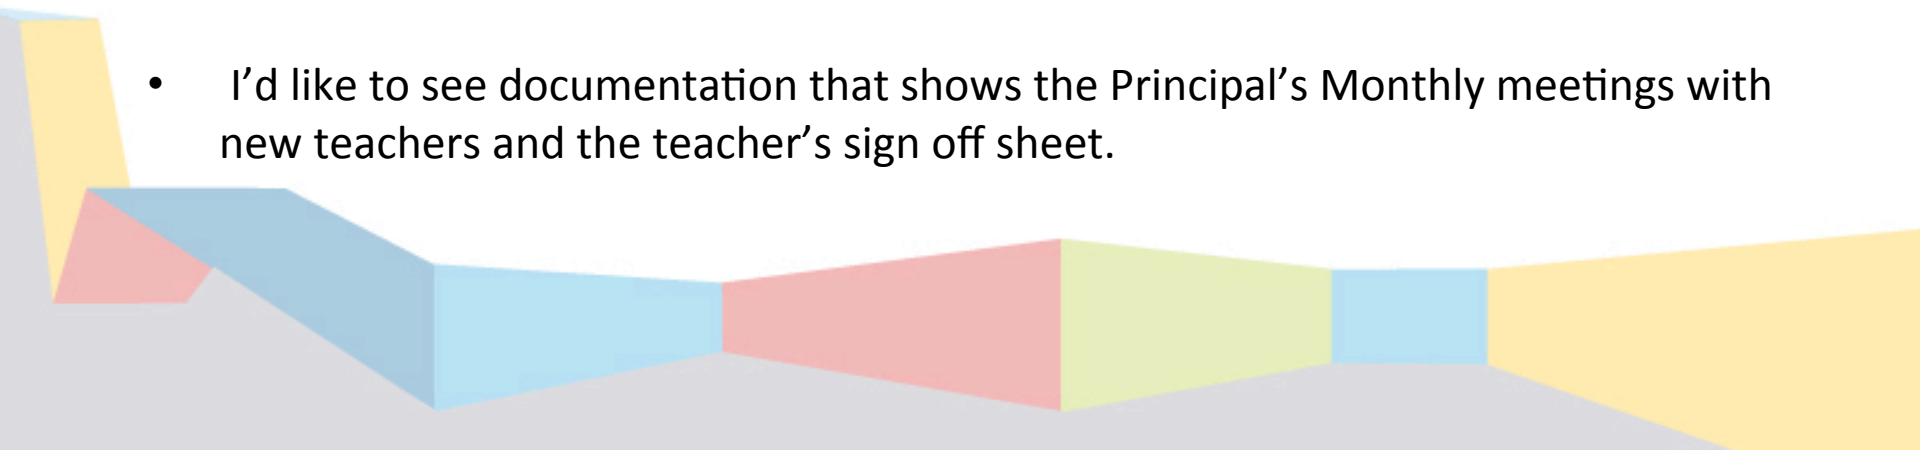 • I’d like to see documentation that shows the Principal’s Monthly meetings with
new teachers and the teacher’s sign off sheet.